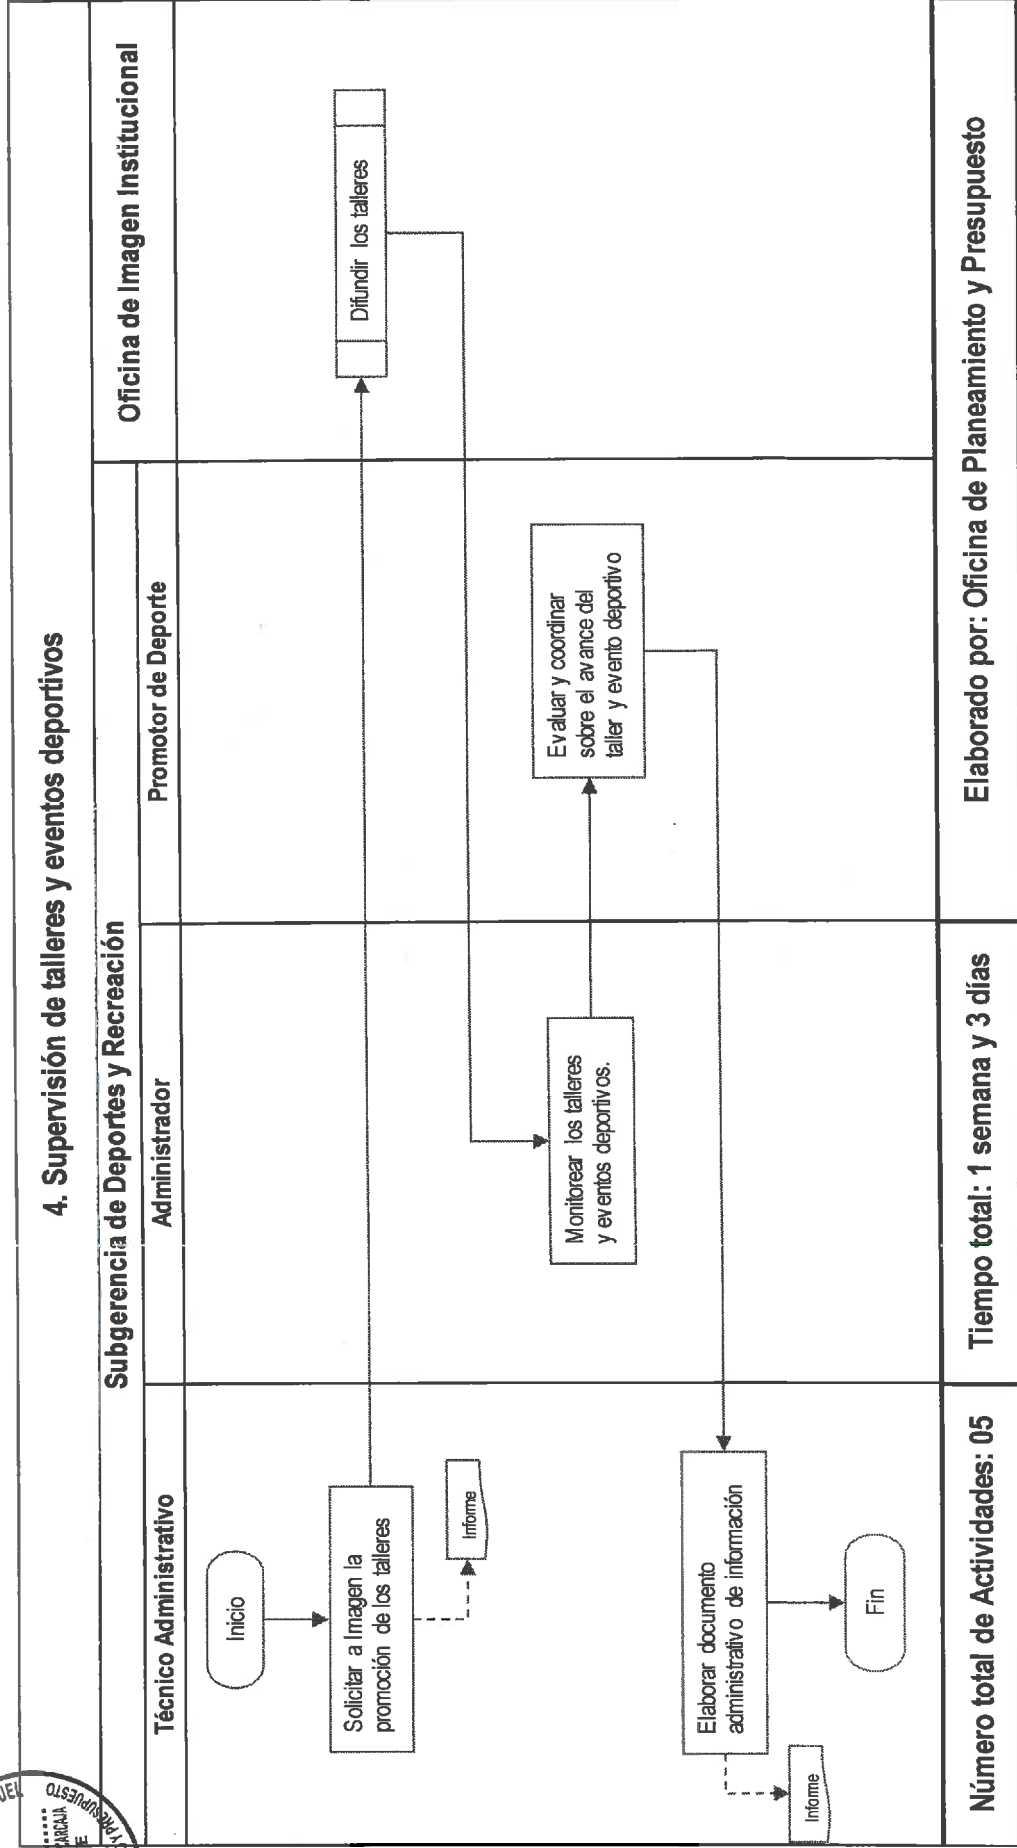 4. Supervisión de talleres y eventos deportivos
Subgerencia de Deportes y Recreación
Oficina de Imagen Institucional
Técnico Administrativo
Administrador
Promotor de Deporte
Inicio
Solicitar a Imagen la
promoción de los talleres
Informe
Difundir los talleres
Monitorear los talleres
y eventos deportivos.
Evaluar y coordinar
sobre el avance del
taller y evento deportivo
Elaborar documento
administrativo de información
Informe
Fin
Número total de Actividades: 05
Tiempo total: 1 semana y 3 días
Elaborado por: Oficina de Planeamiento y Presupuesto
Y PRESUPUESTO
CARCAJA